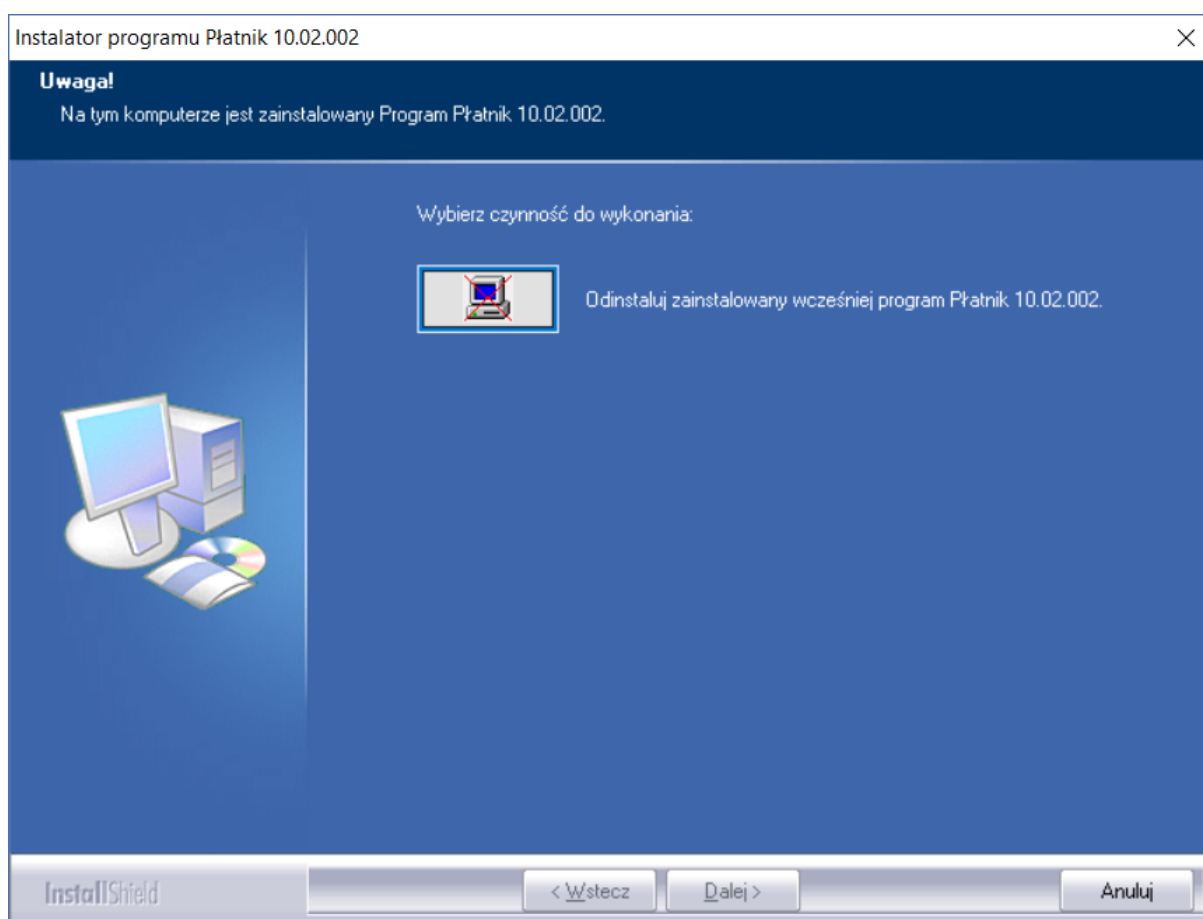 Instalator programu Płatnik 10.02.002
Uwaga!
Na tym komputerze jest zainstalowany Program Płatnik 10.02.002.
Wybierz czynność do wykonania:
Odinstaluj zainstalowany wcześniej program Płatnik 10.02.002.
InstallShield
< Wstecz
Dalej >
Anuluj